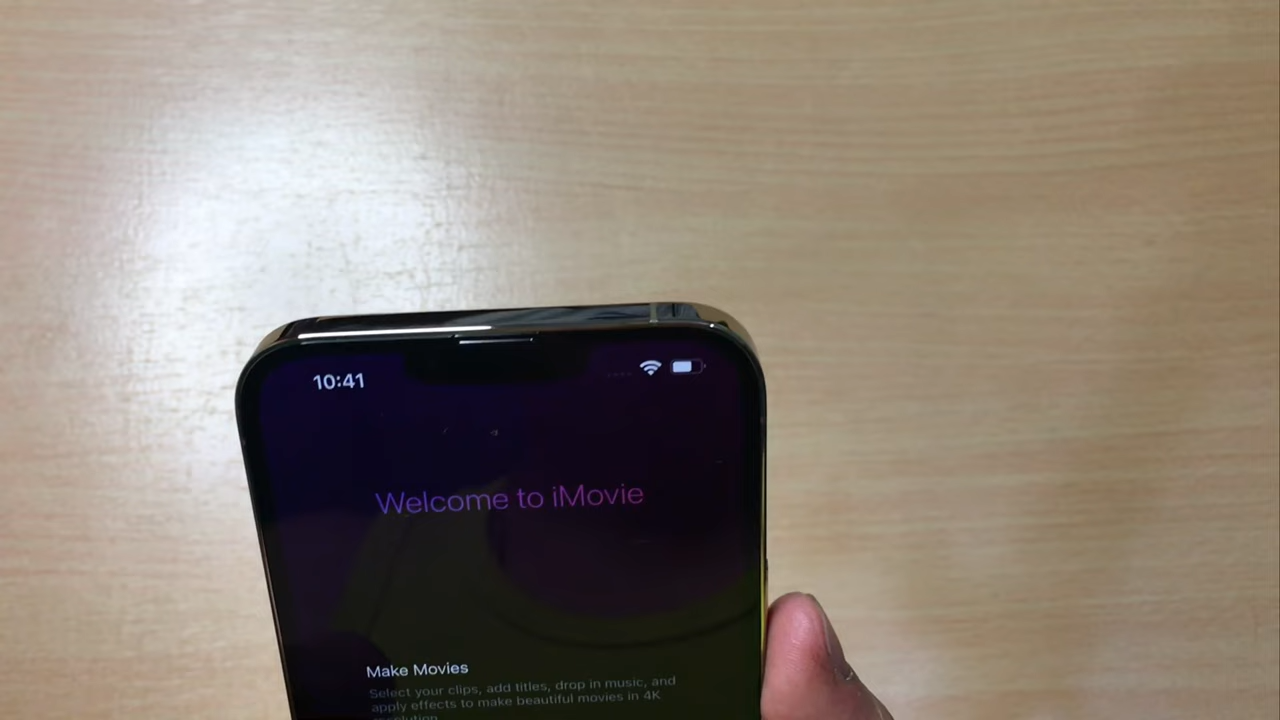 10:41
Welcome to iMovie
Make Movies
Select your clips, add titles, drop in music, and
apply effects to make beautiful movies in 4K
resolution